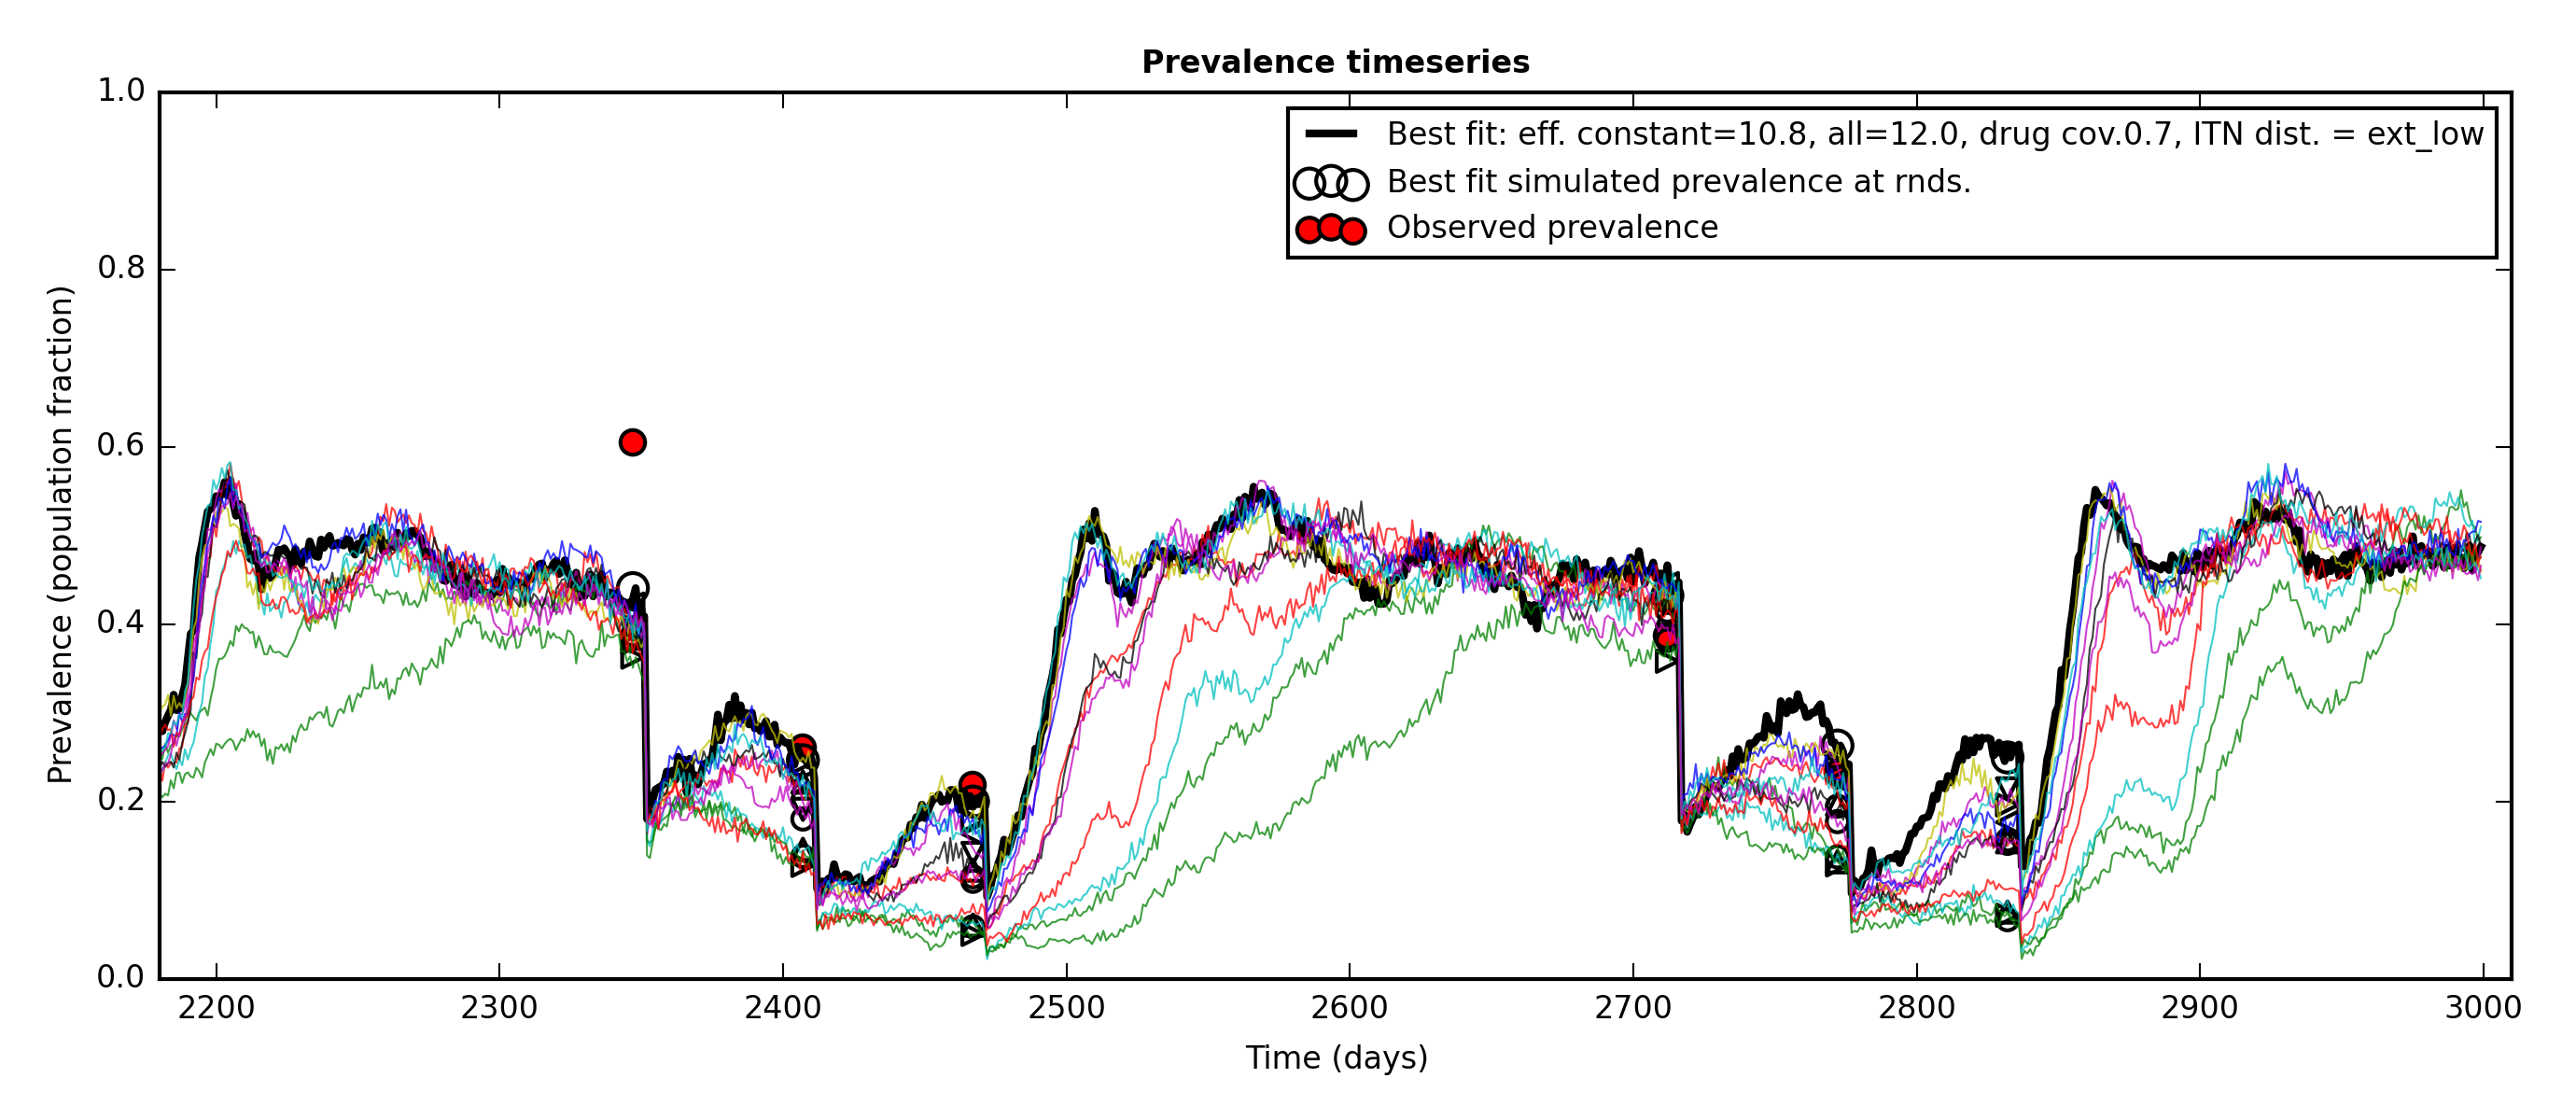 Prevalence timeseries
Prevalence (population fraction)
1.0
0.8
0.6
0.4
0.2
0.0
Best fit: eff. constant=10.8, all=12.0, drug cov.0.7, ITN dist. = ext_low
Best fit simulated prevalence at rnds.
Observed prevalence
2200 2300 2400 2500 2600 2700 2800 2900 3000
Time (days)